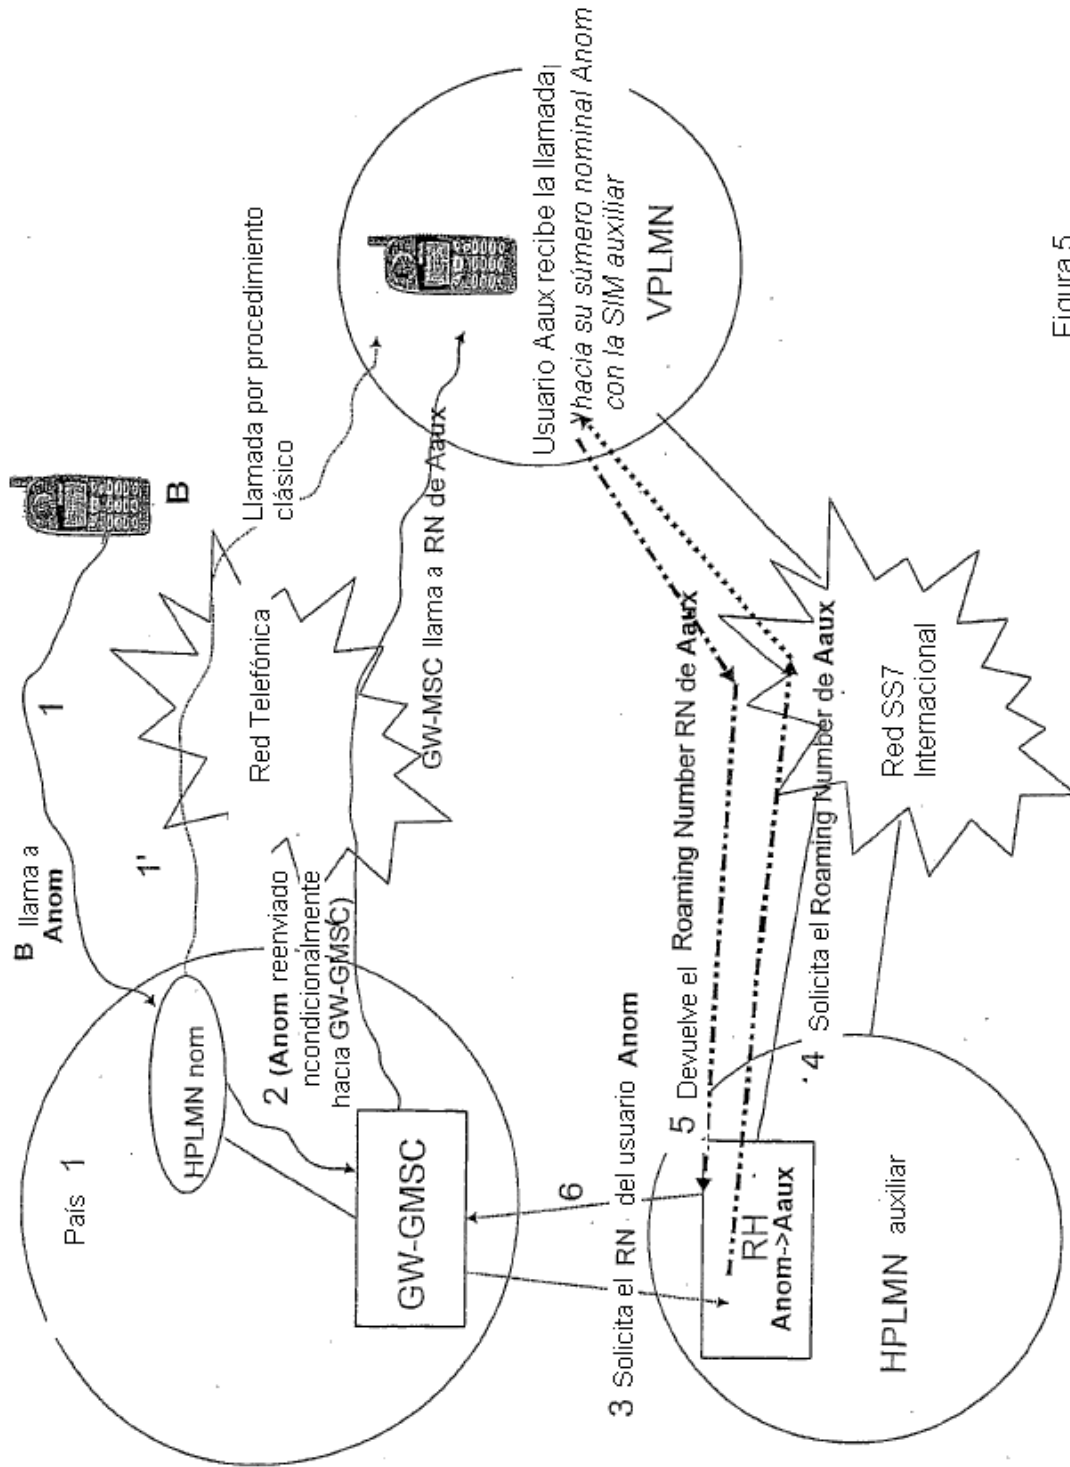 B llama a
Anom
1
B
País 1
HPLMN nom
1'
Llamada por procedimiento
clásico
2 (Anom reenviado
ncondicionalmente
hacia GW-GMSC)
Red Telefónica
GW-GMSC
GW-MSC llama a RN de Aaux
Usuario Aaux recibe la llamada
hacia su súmero nominal Anom
con la SIM auxiliar
VPLMN
6
3 Solicita el RN del usuario Anom
5 Devuelve el Roaming Number RN de Aaux
RH
Anom->Aaux
4 Solicita el Roaming Number de Aaux
HPLMN auxiliar
Red SS7
Internacional
Figura 5